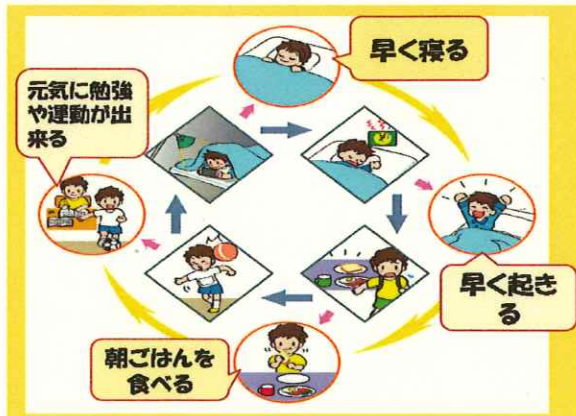 早く寝る
元気に勉強
や運動が出
来る
早く起き
る
朝ごはんを
食べる